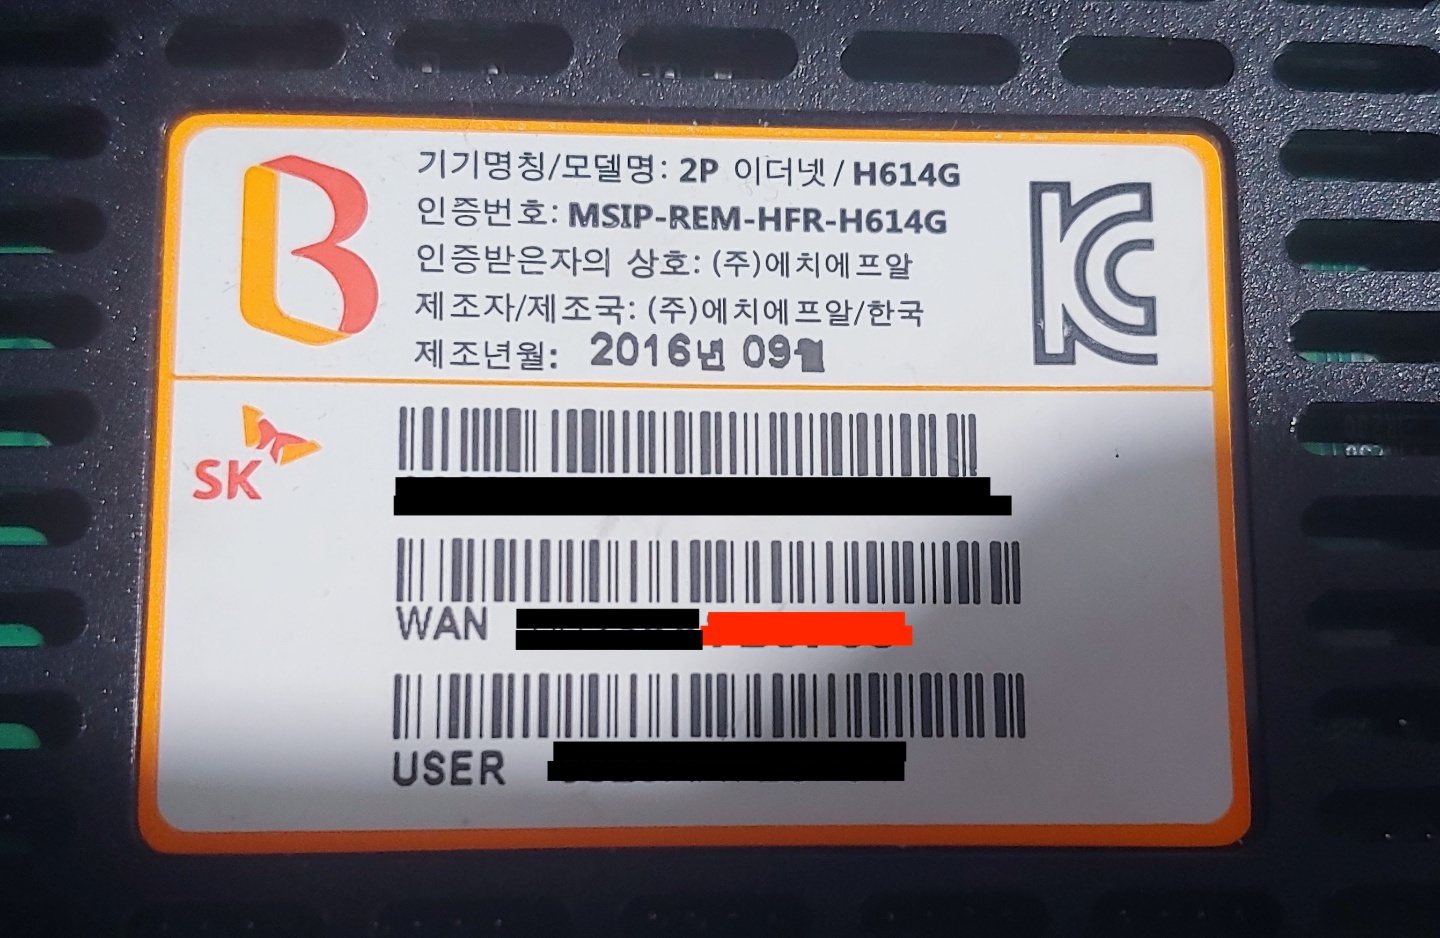 기기명칭/모델명: 2P 이더넷 / H614G
인증번호: MSIP-REM-HFR-H614G
인증받은자의 상호: (주)에치에프알
제조자/제조국: (주)에치에프알/한국
제조년월: 2016년 09월
SK
WAN
USER